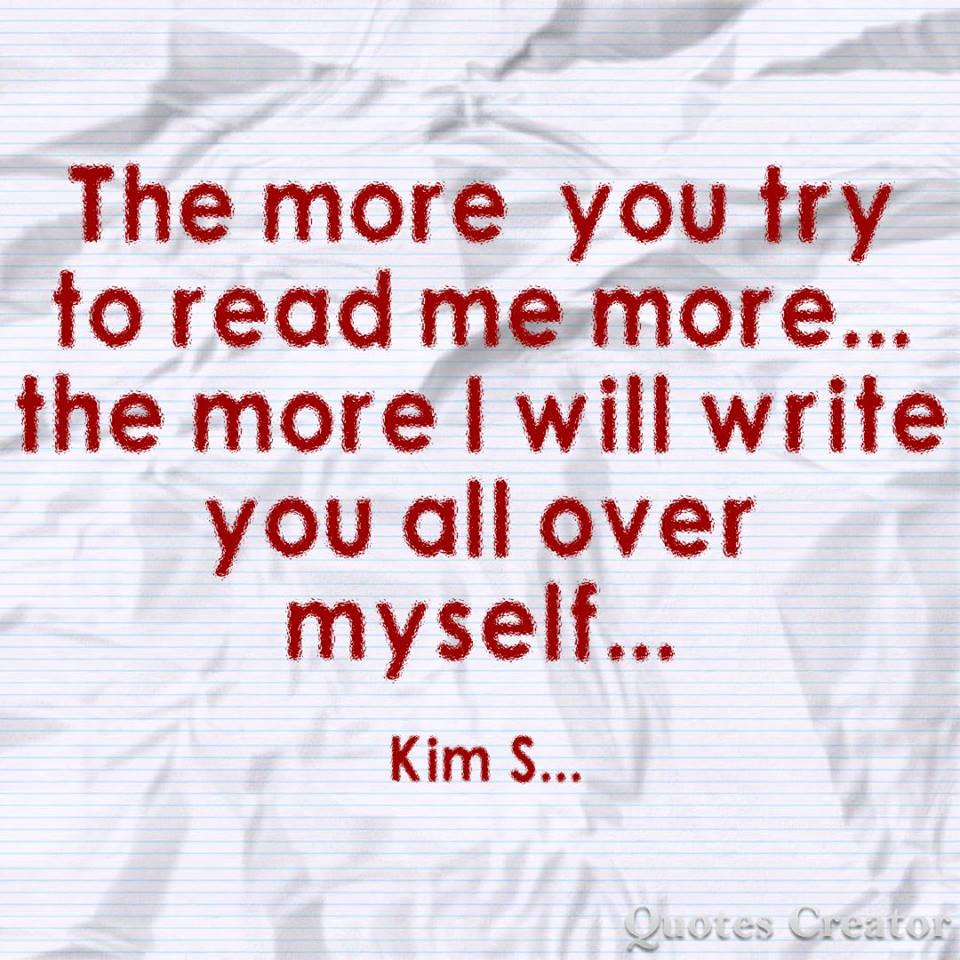 The more you try
to read me more...
the more I will write
you all over
myself...
Kim S...
Quotes Creator